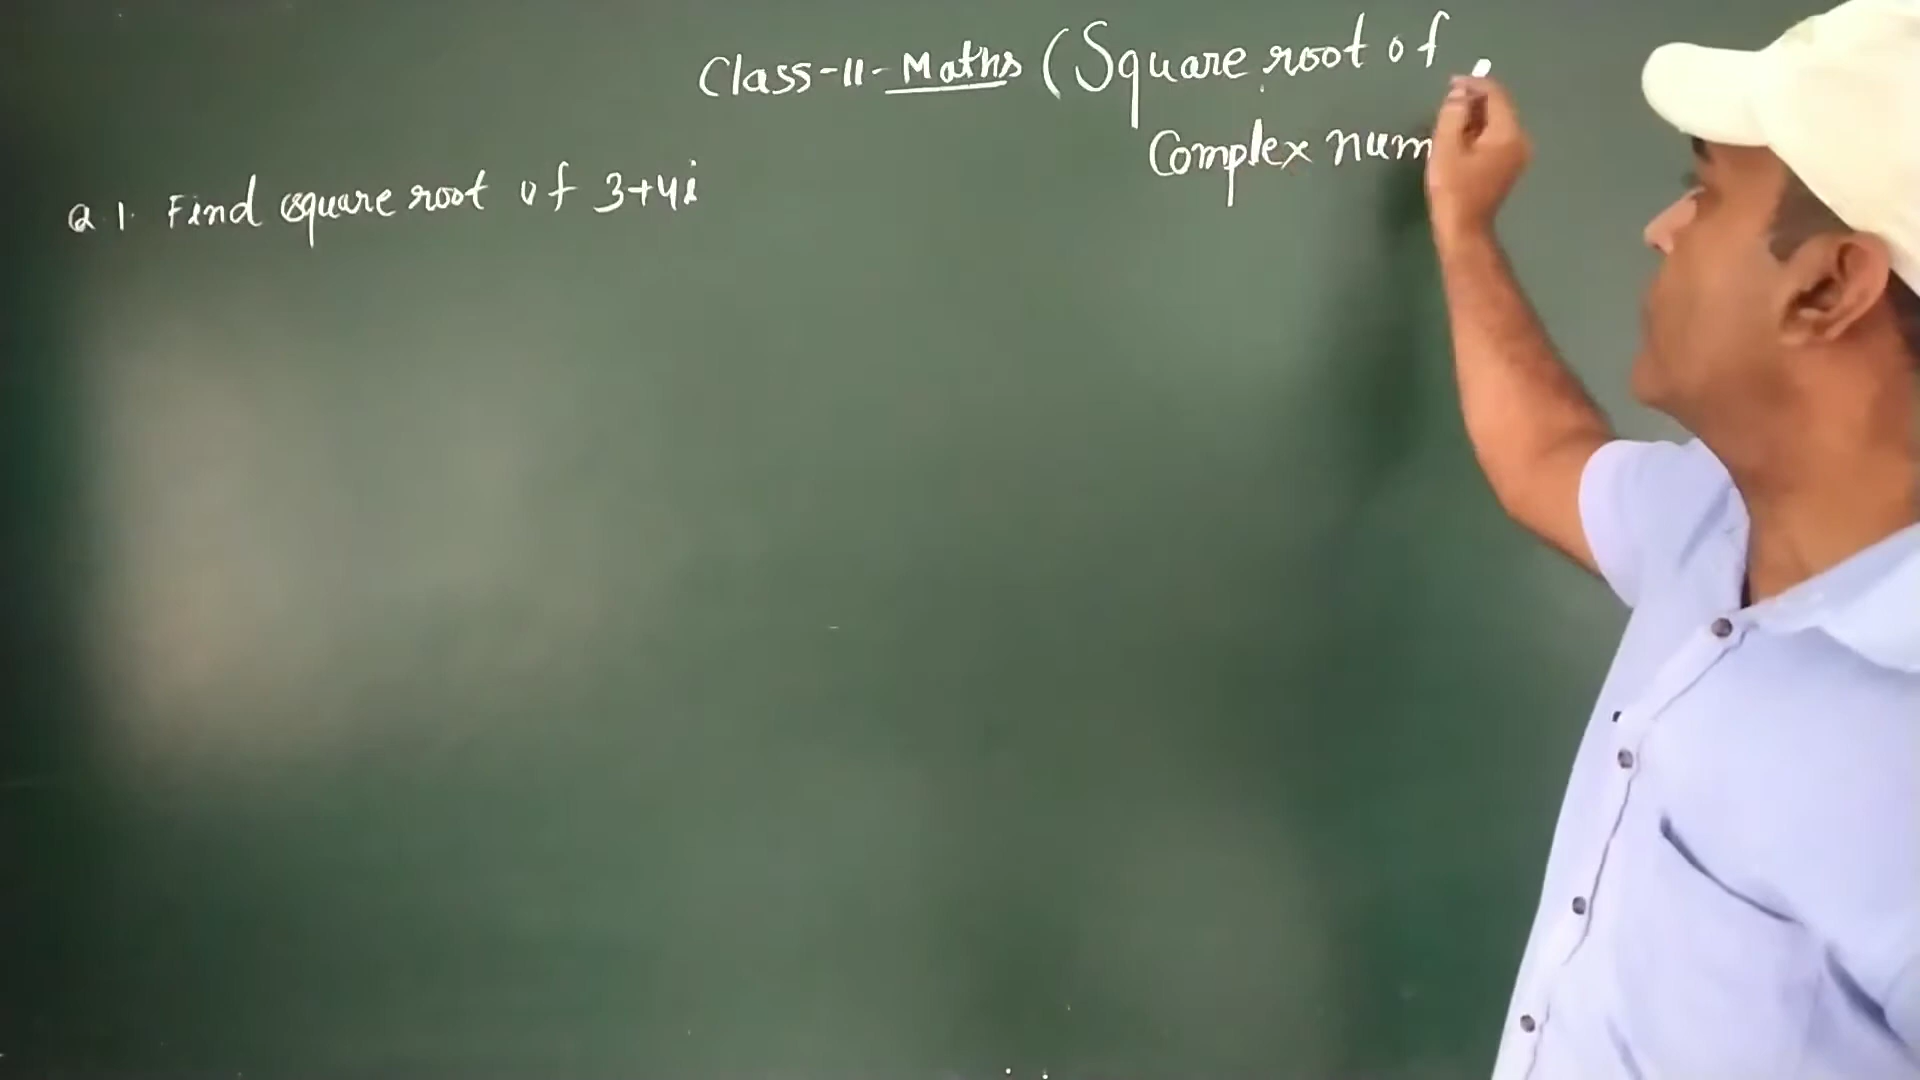 Class-11-Maths (Square root of
Complex num
Q.1. Find square root of 3+4i